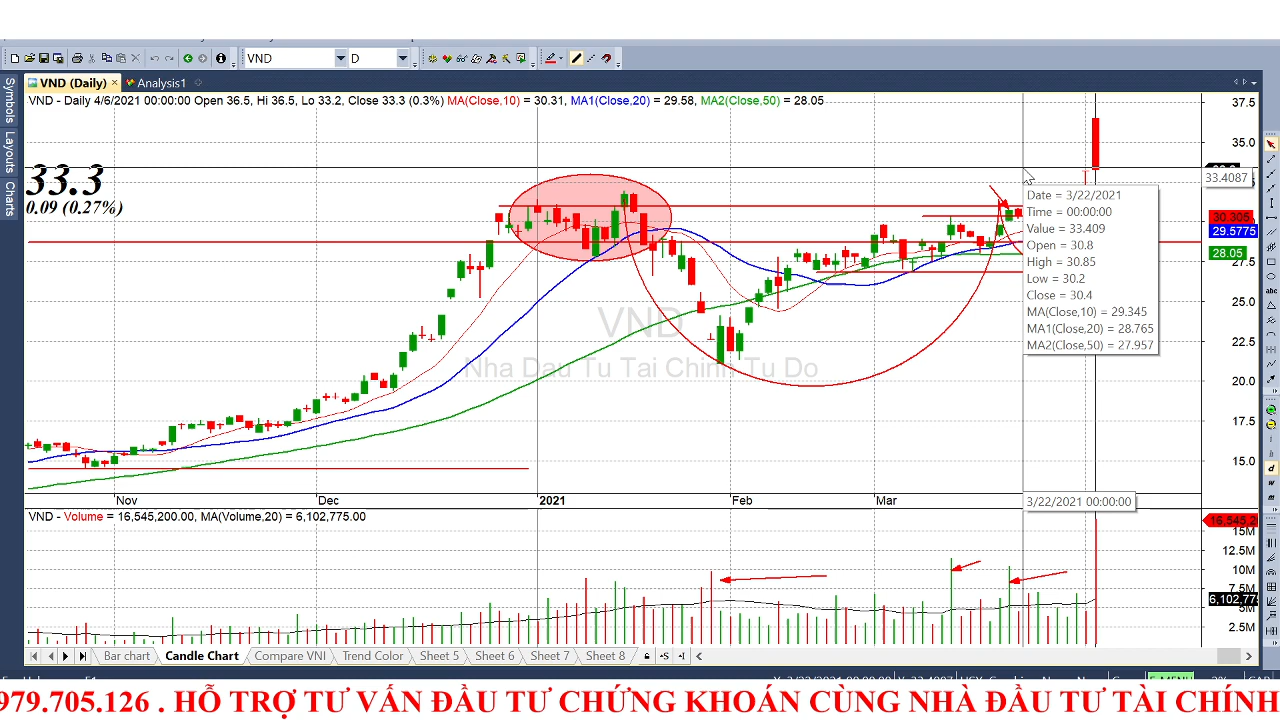 VND D
VND (Daily) Analysis1
Symbols
Layouts
Charts
VND - Daily 4/6/2021 00:00:00 Open 36.5, Hi 36.5, Lo 33.2, Close 33.3 (0.3%) MA(Close,10) = 30.31, MA1(Close,20) = 29.58, MA2(Close,50) = 28.05
33.3
0.09 (0.27%)
37.5
35.0
33.4087
30.305
29.5775
28.05
27.5
25.0
22.5
20.0
17.5
15.0
Date = 3/22/2021
Time = 00:00:00
Value = 33.409
Open = 30.8
High = 30.85
Low = 30.2
Close = 30.4
MA(Close,10) = 29.345
MA1(Close,20) = 28.765
MA2(Close,50) = 27.957
VND
Nha Dau Tu Tai Chinh Tu Do
Nov Dec 2021 Feb Mar 3/22/2021 00:00:00
VND - Volume = 16,545,200.00, MA(Volume,20) = 6,102,775.00
16,545,2
15M
12.5M
10M
7.5M
6,102,775
5M
2.5M
Bar chart Candle Chart Compare VNI Trend Color Sheet 5 Sheet 6 Sheet 7 Sheet 8
979.705.126 . HỖ TRỢ TƯ VẤN ĐẦU TƯ CHỨNG KHOÁN CÙNG NHÀ ĐẦU TƯ TÀI CHÍNH